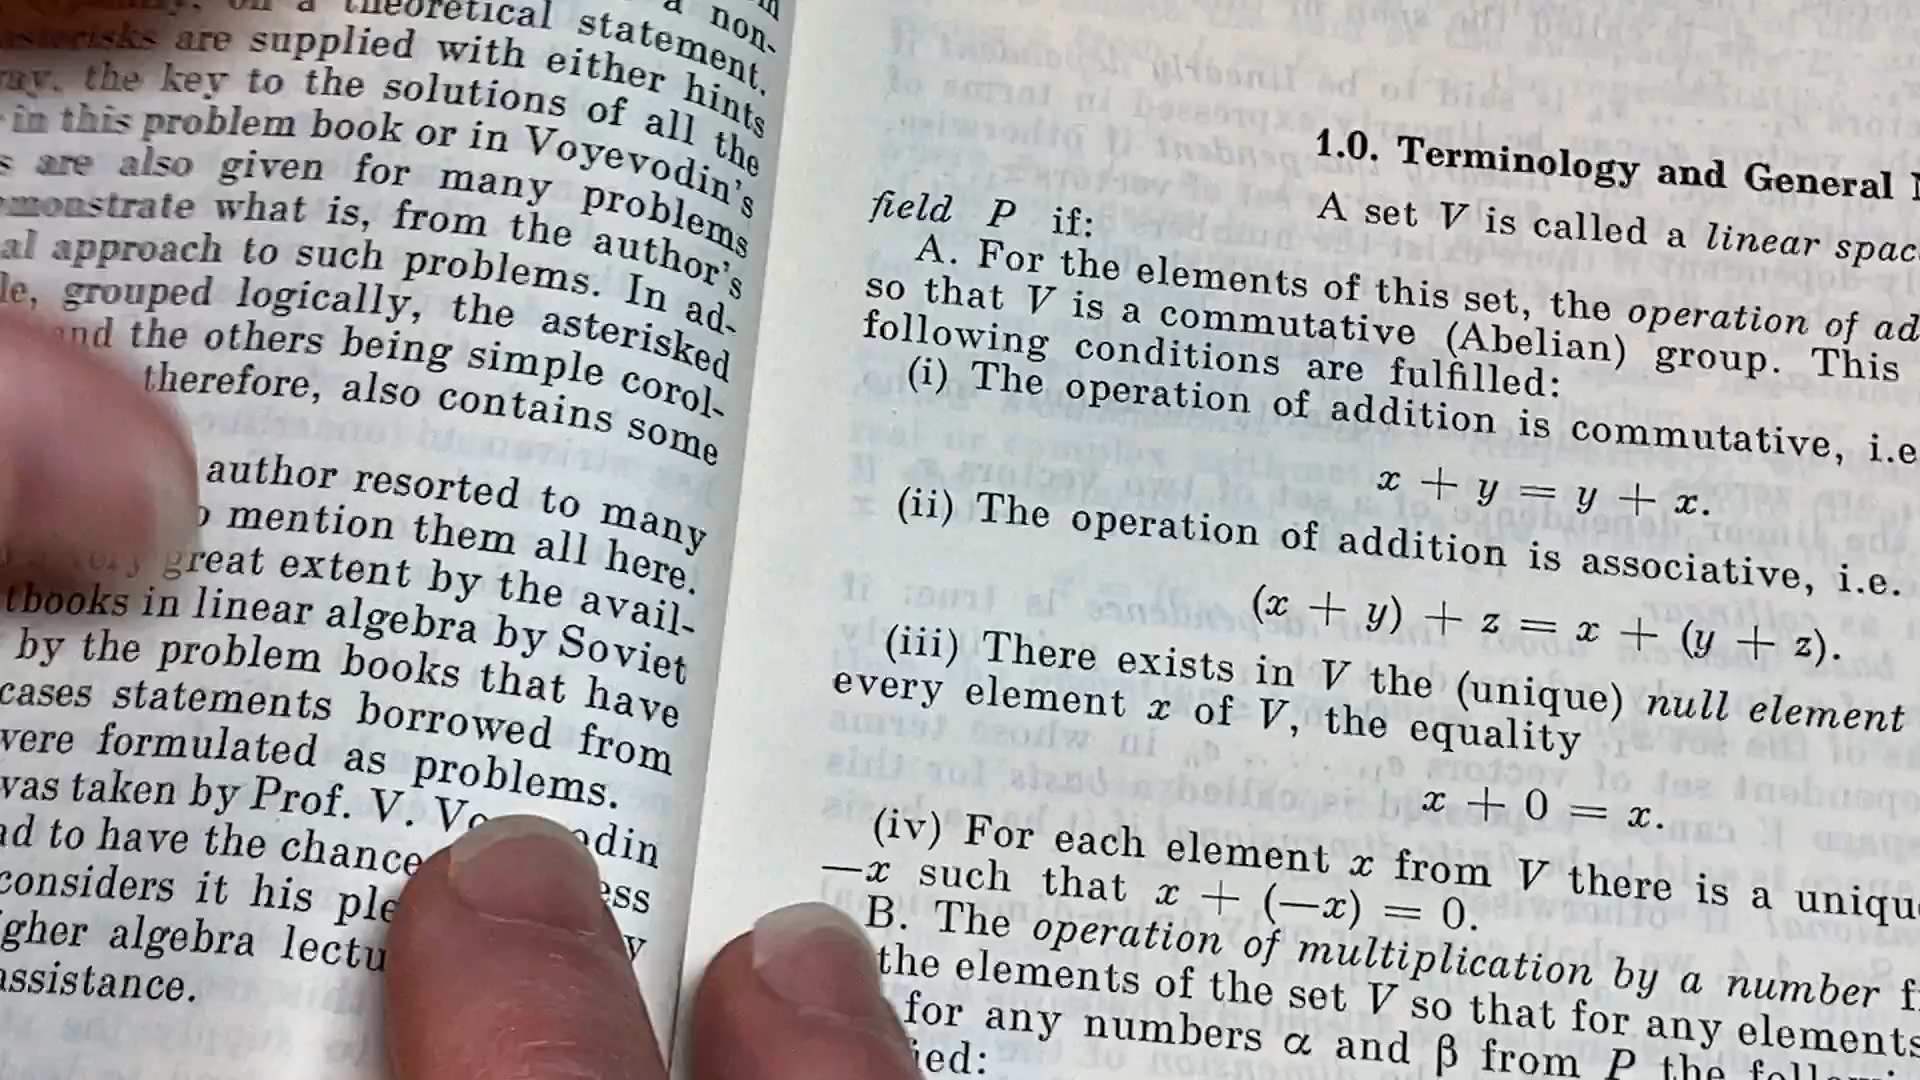 theoretical statement.
a non-
asterisks are supplied with either hints
the key to the solutions of all the
in this problem book or in Voyevodin's
are also given for many problems
what is, from the author's
approach to such problems. In ad-
grouped logically, the asterisked
and the others being simple corol-
therefore, also contains some
author resorted to many
mention them all here.
great extent by the avail-
in linear algebra by Soviet
by the problem books that have
cases statements borrowed from
were formulated as problems.
was taken by Prof. V.
to have the chance
considers it his
algebra
assistance.
1.0. Terminology and General
A set V is called a linear
field P if:
A. For the elements of this set, the operation of
so that V is a commutative (Abelian) group. This
following conditions are fulfilled:
(i) The operation of addition is commutative, i.e
x + y = y + x.
(ii) The operation of addition is associative, i.e.
(x + y) + z = x + (y + z).
(iii) There exists in V the (unique) null element
every element x of V, the equality
x + 0 = x.
(iv) For each element x from V there is a
—x such that x + (—x) = 0.
B. The operation of multiplication by a number
the elements of the set V so that for any elements
for any numbers α and β from P the